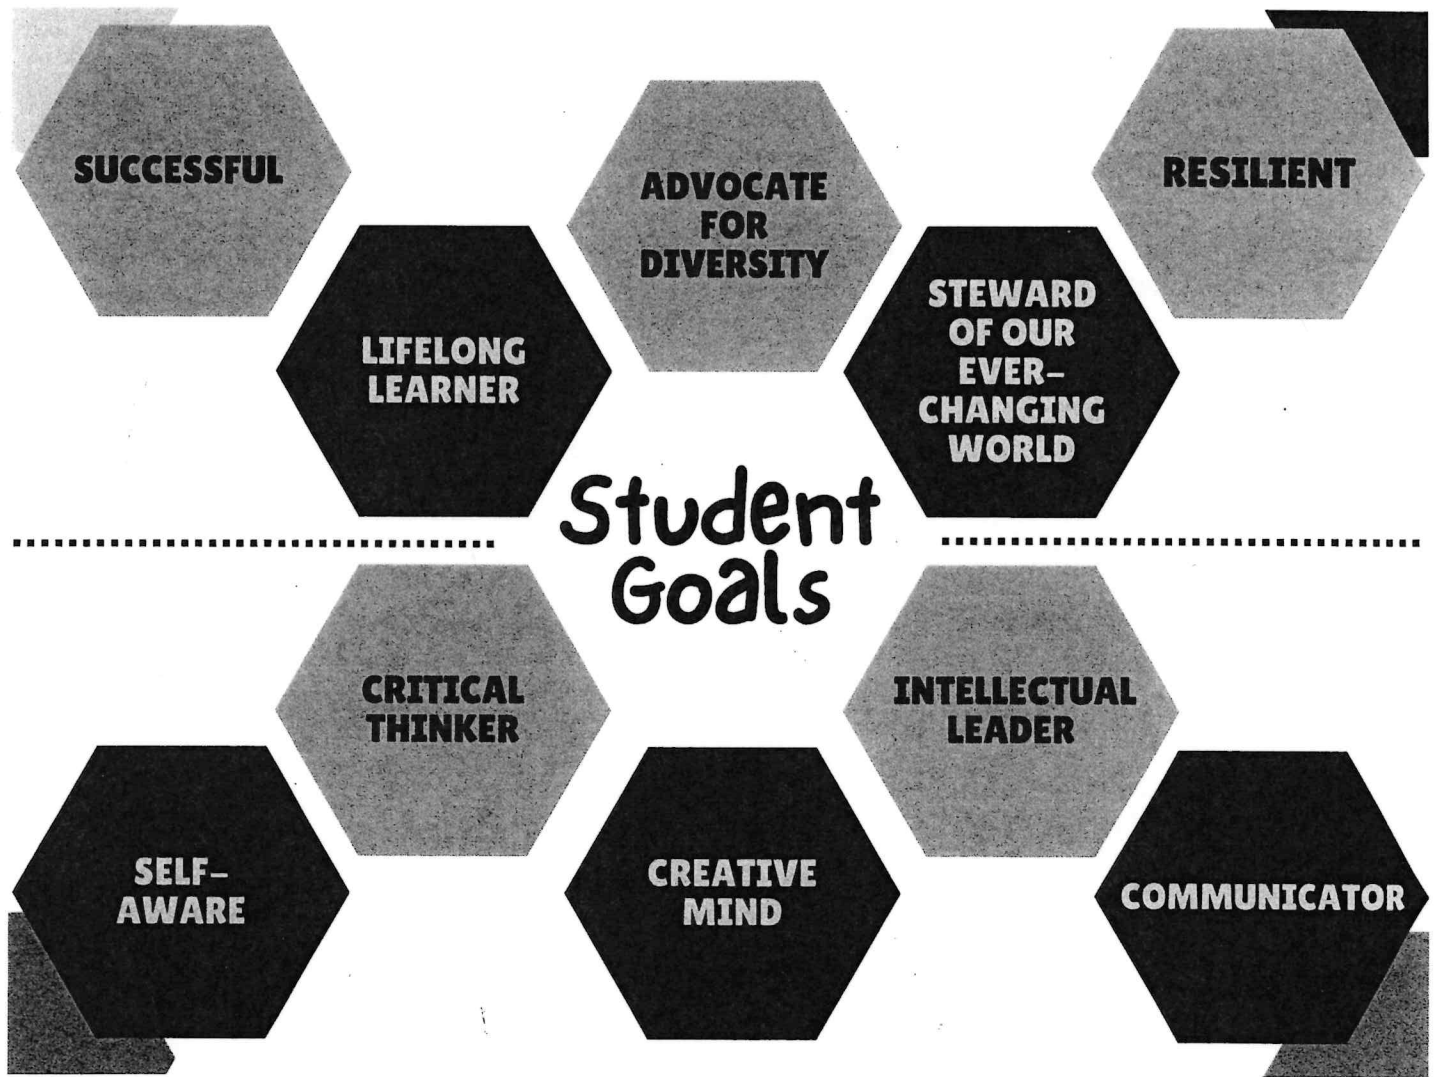 SUCCESSFUL
ADVOCATE
FOR
DIVERSITY
RESILIENT
LIFELONG
LEARNER
STEWARD
OF OUR
EVER–
CHANGING
WORLD
Student
Goals
CRITICAL
THINKER
INTELLECTUAL
LEADER
SELF–
AWARE
CREATIVE
MIND
COMMUNICATOR